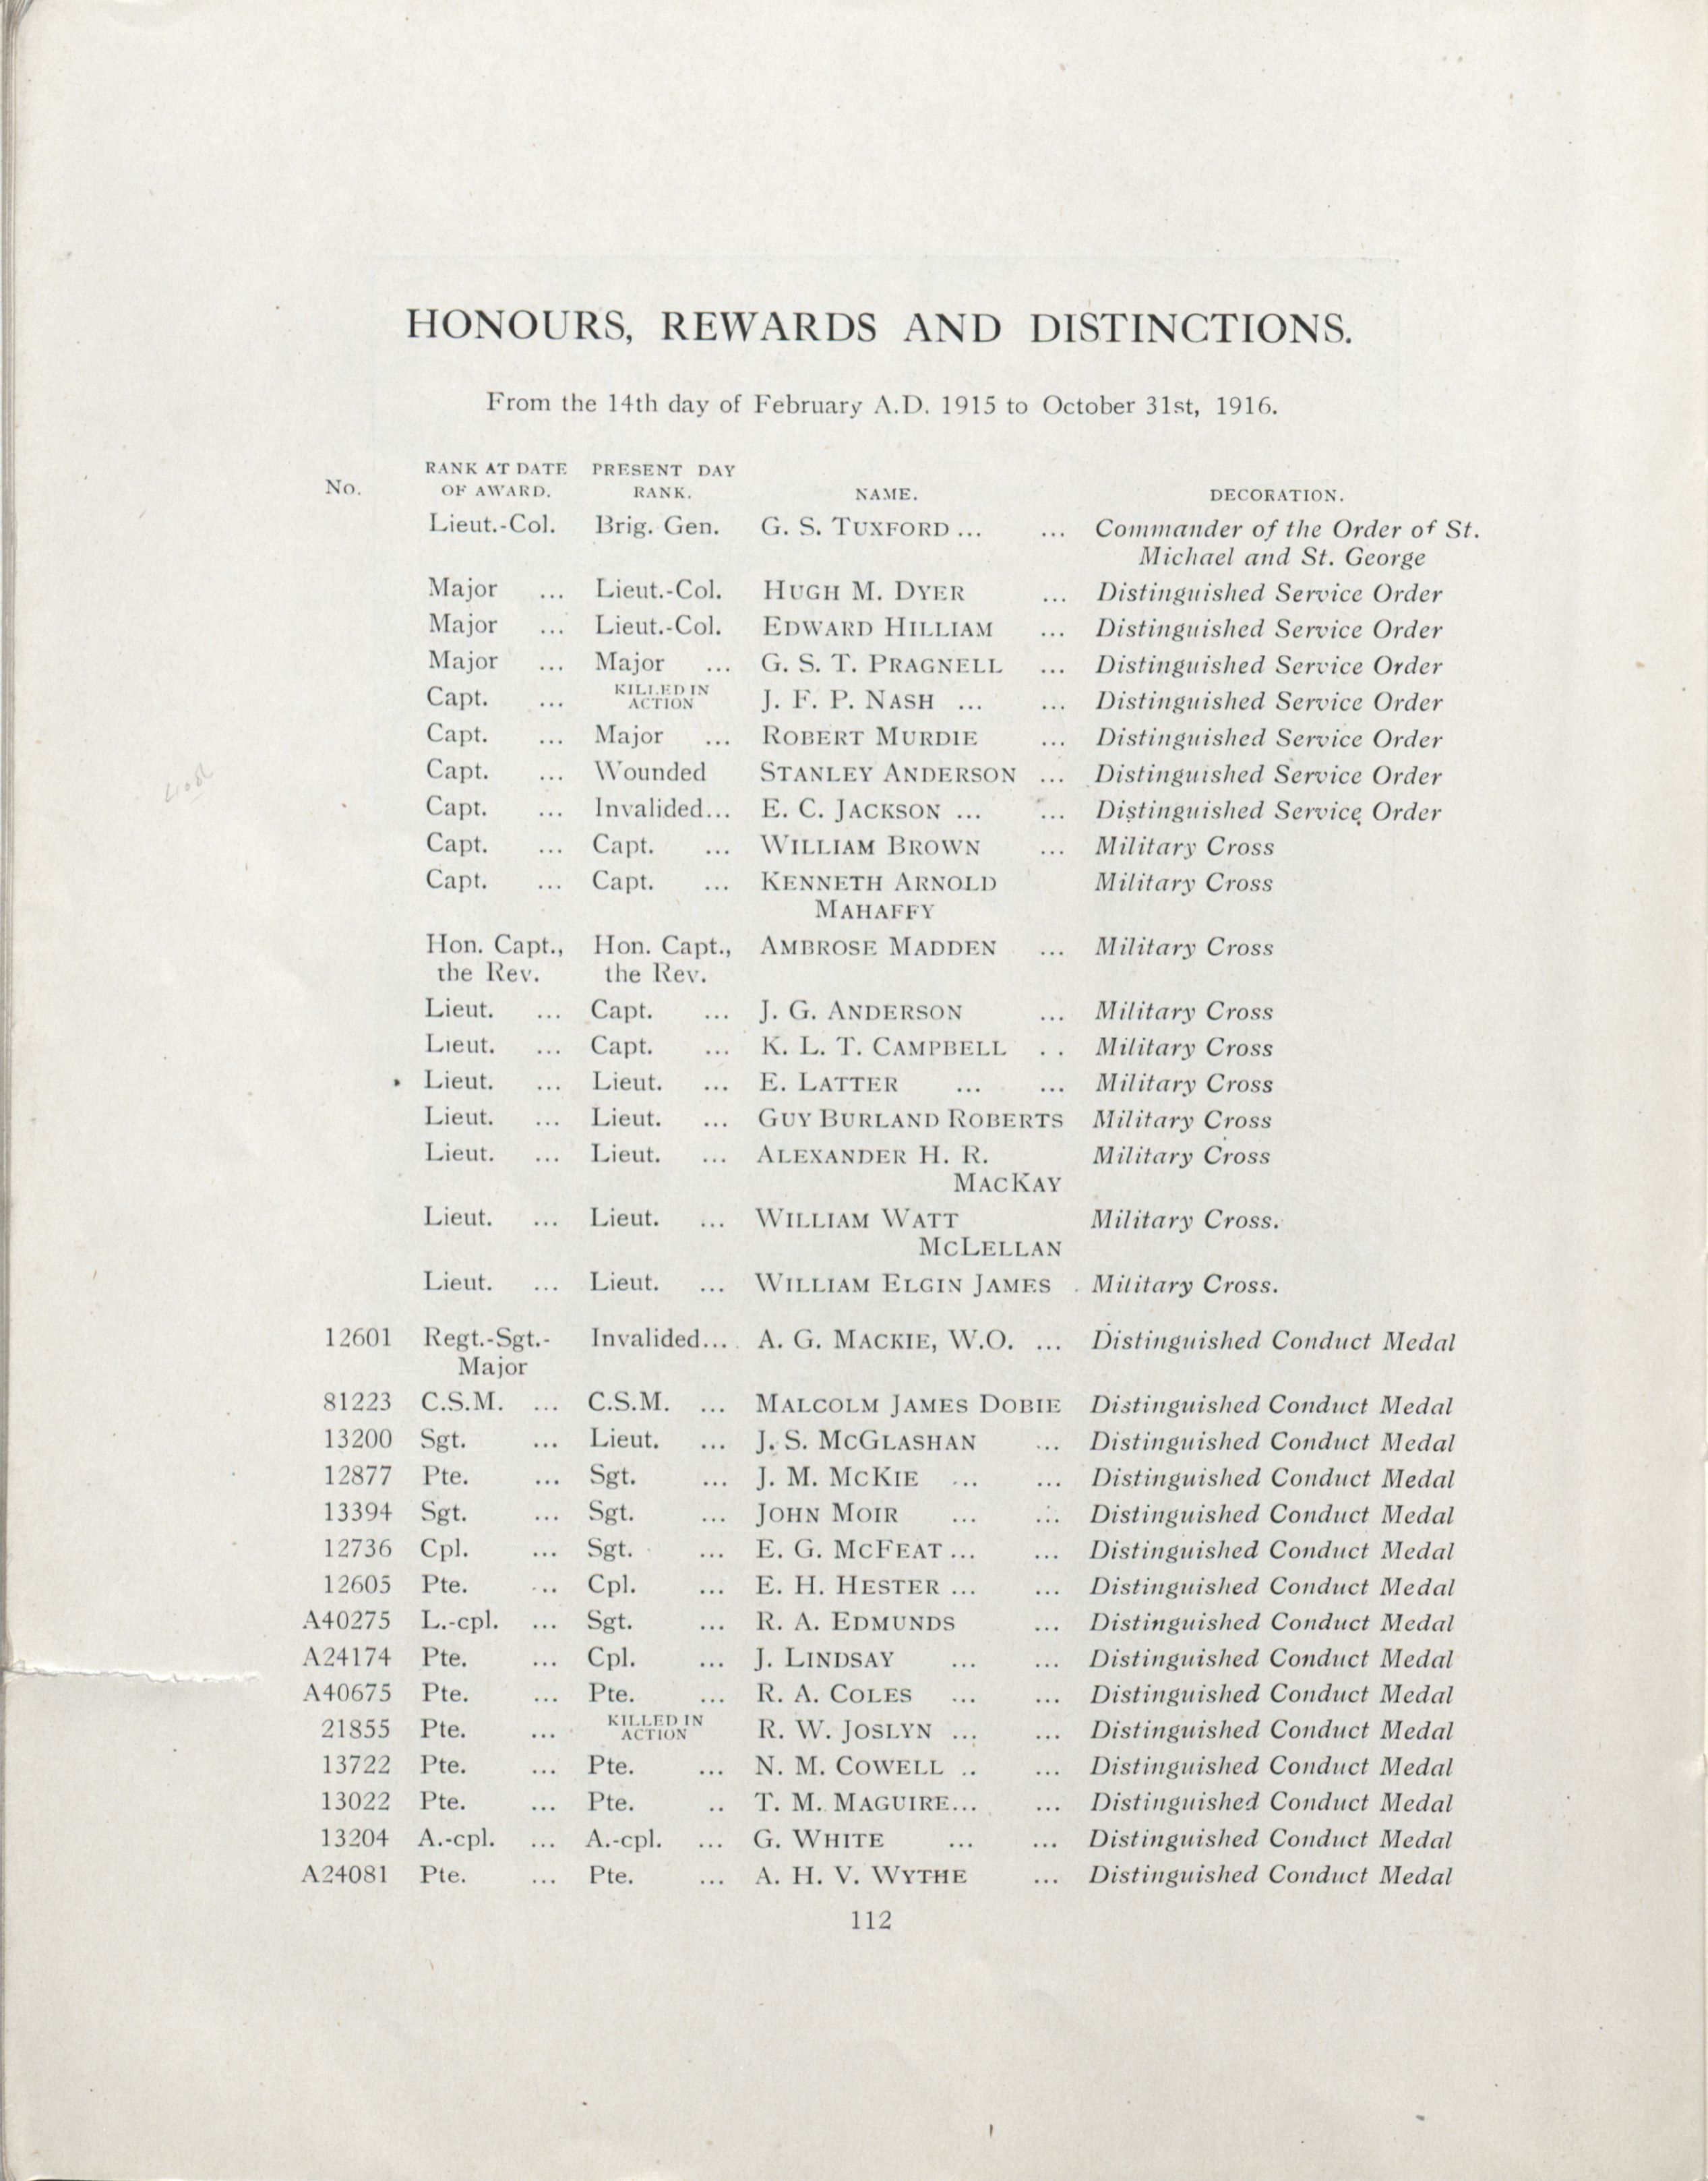 HONOURS, REWARDS AND DISTINCTIONS.
From the 14th day of February A.D. 1915 to October 31st, 1916.
No. RANK AT DATE OF AWARD. PRESENT DAY RANK. NAME. DECORATION.
Lieut.-Col. Brig. Gen. G. S. TUXFORD ... ... Commander of the Order of St.
Michael and St. George
Major ... Lieut.-Col. HUGH M. DYER ... Distinguished Service Order
Major ... Lieut.-Col. EDWARD HILLIAM ... Distinguished Service Order
Major ... Major ... G. S. T. PRAGNELL ... Distinguished Service Order
Capt. ... KILLED IN ACTION J. F. P. NASH ... ... Distinguished Service Order
Capt. ... Major ... ROBERT MURDIE ... Distinguished Service Order
Capt. ... Wounded STANLEY ANDERSON ... Distinguished Service Order
Capt. ... Invalided... E. C. JACKSON ... ... Distinguished Service Order
Capt. ... Capt. ... WILLIAM BROWN ... Military Cross
Capt. ... Capt. ... KENNETH ARNOLD Military Cross
MAHAFFY
Hon. Capt., Hon. Capt., AMBROSE MADDEN ... Military Cross
the Rev. the Rev.
Lieut. ... Capt. ... J. G. ANDERSON ... Military Cross
Lieut. ... Capt. ... K. L. T. CAMPBELL . . Military Cross
Lieut. ... Lieut. ... E. LATTER ... ... Military Cross
Lieut. ... Lieut. ... GUY BURLAND ROBERTS Military Cross
Lieut. ... Lieut. ... ALEXANDER H. R. Military Cross
MACKAY
Lieut. ... Lieut. ... WILLIAM WATT Military Cross.
MCLELLAN
Lieut. ... Lieut. ... WILLIAM ELGIN JAMES . Military Cross.
12601 Regt.-Sgt.- Invalided... A. G. MACKIE, W.O. ... Distinguished Conduct Medal
Major
81223 C.S.M. ... C.S.M. ... MALCOLM JAMES DOBIE Distinguished Conduct Medal
13200 Sgt. ... Lieut. ... J. S. MCGLASHAN ... Distinguished Conduct Medal
12877 Pte. ... Sgt. ... J. M. MCKIE ... ... Distinguished Conduct Medal
13394 Sgt. ... Sgt. ... JOHN MOIR ... ... Distinguished Conduct Medal
12736 Cpl. ... Sgt. ... E. G. MCFEAT ... ... Distinguished Conduct Medal
12605 Pte. ... Cpl. ... E. H. HESTER ... ... Distinguished Conduct Medal
A40275 L.-cpl. ... Sgt. ... R. A. EDMUNDS ... Distinguished Conduct Medal
A24174 Pte. ... Cpl. ... J. LINDSAY ... ... Distinguished Conduct Medal
A40675 Pte. ... Pte. ... R. A. COLES ... ... Distinguished Conduct Medal
21855 Pte. ... KILLED IN ACTION R. W. JOSLYN ... ... Distinguished Conduct Medal
13722 Pte. ... Pte. ... N. M. COWELL .. ... Distinguished Conduct Medal
13022 Pte. ... Pte. .. T. M. MAGUIRE... ... Distinguished Conduct Medal
13204 A.-cpl. ... A.-cpl. ... G. WHITE ... ... Distinguished Conduct Medal
A24081 Pte. ... Pte. ... A. H. V. WYTHE ... Distinguished Conduct Medal
112